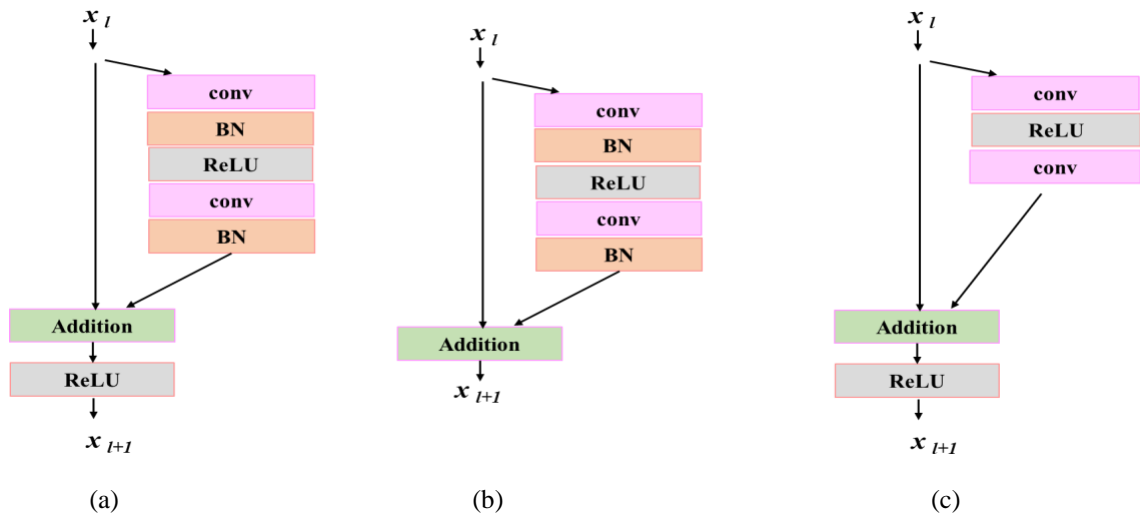 x l
conv
BN
ReLU
conv
BN
Addition
ReLU
x l+1
(a)
x l
conv
BN
ReLU
conv
BN
Addition
x l+1
(b)
x l
conv
ReLU
conv
Addition
ReLU
x l+1
(c)